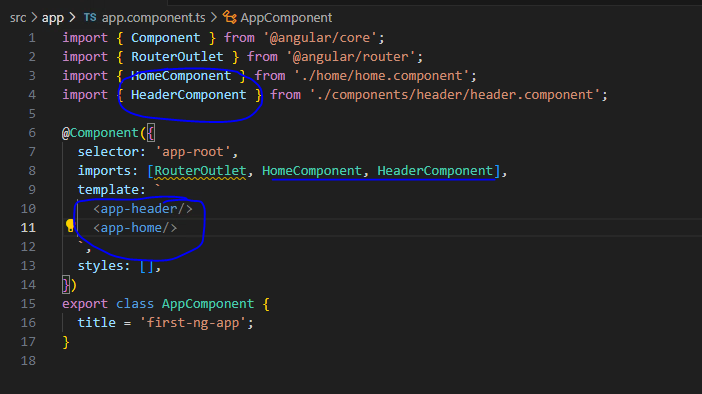 src > app > TS app.component.ts > AppComponent
1 import { Component } from '@angular/core';
2 import { RouterOutlet } from '@angular/router';
3 import { HomeComponent } from './home/home.component';
4 import { HeaderComponent } from './components/header/header.component';
5
6 @Component({
7   selector: 'app-root',
8   imports: [RouterOutlet, HomeComponent, HeaderComponent],
9   template: `
10     <app-header/>
11     <app-home/>
12   `,
13   styles: [],
14 })
15 export class AppComponent {
16   title = 'first-ng-app';
17 }
18